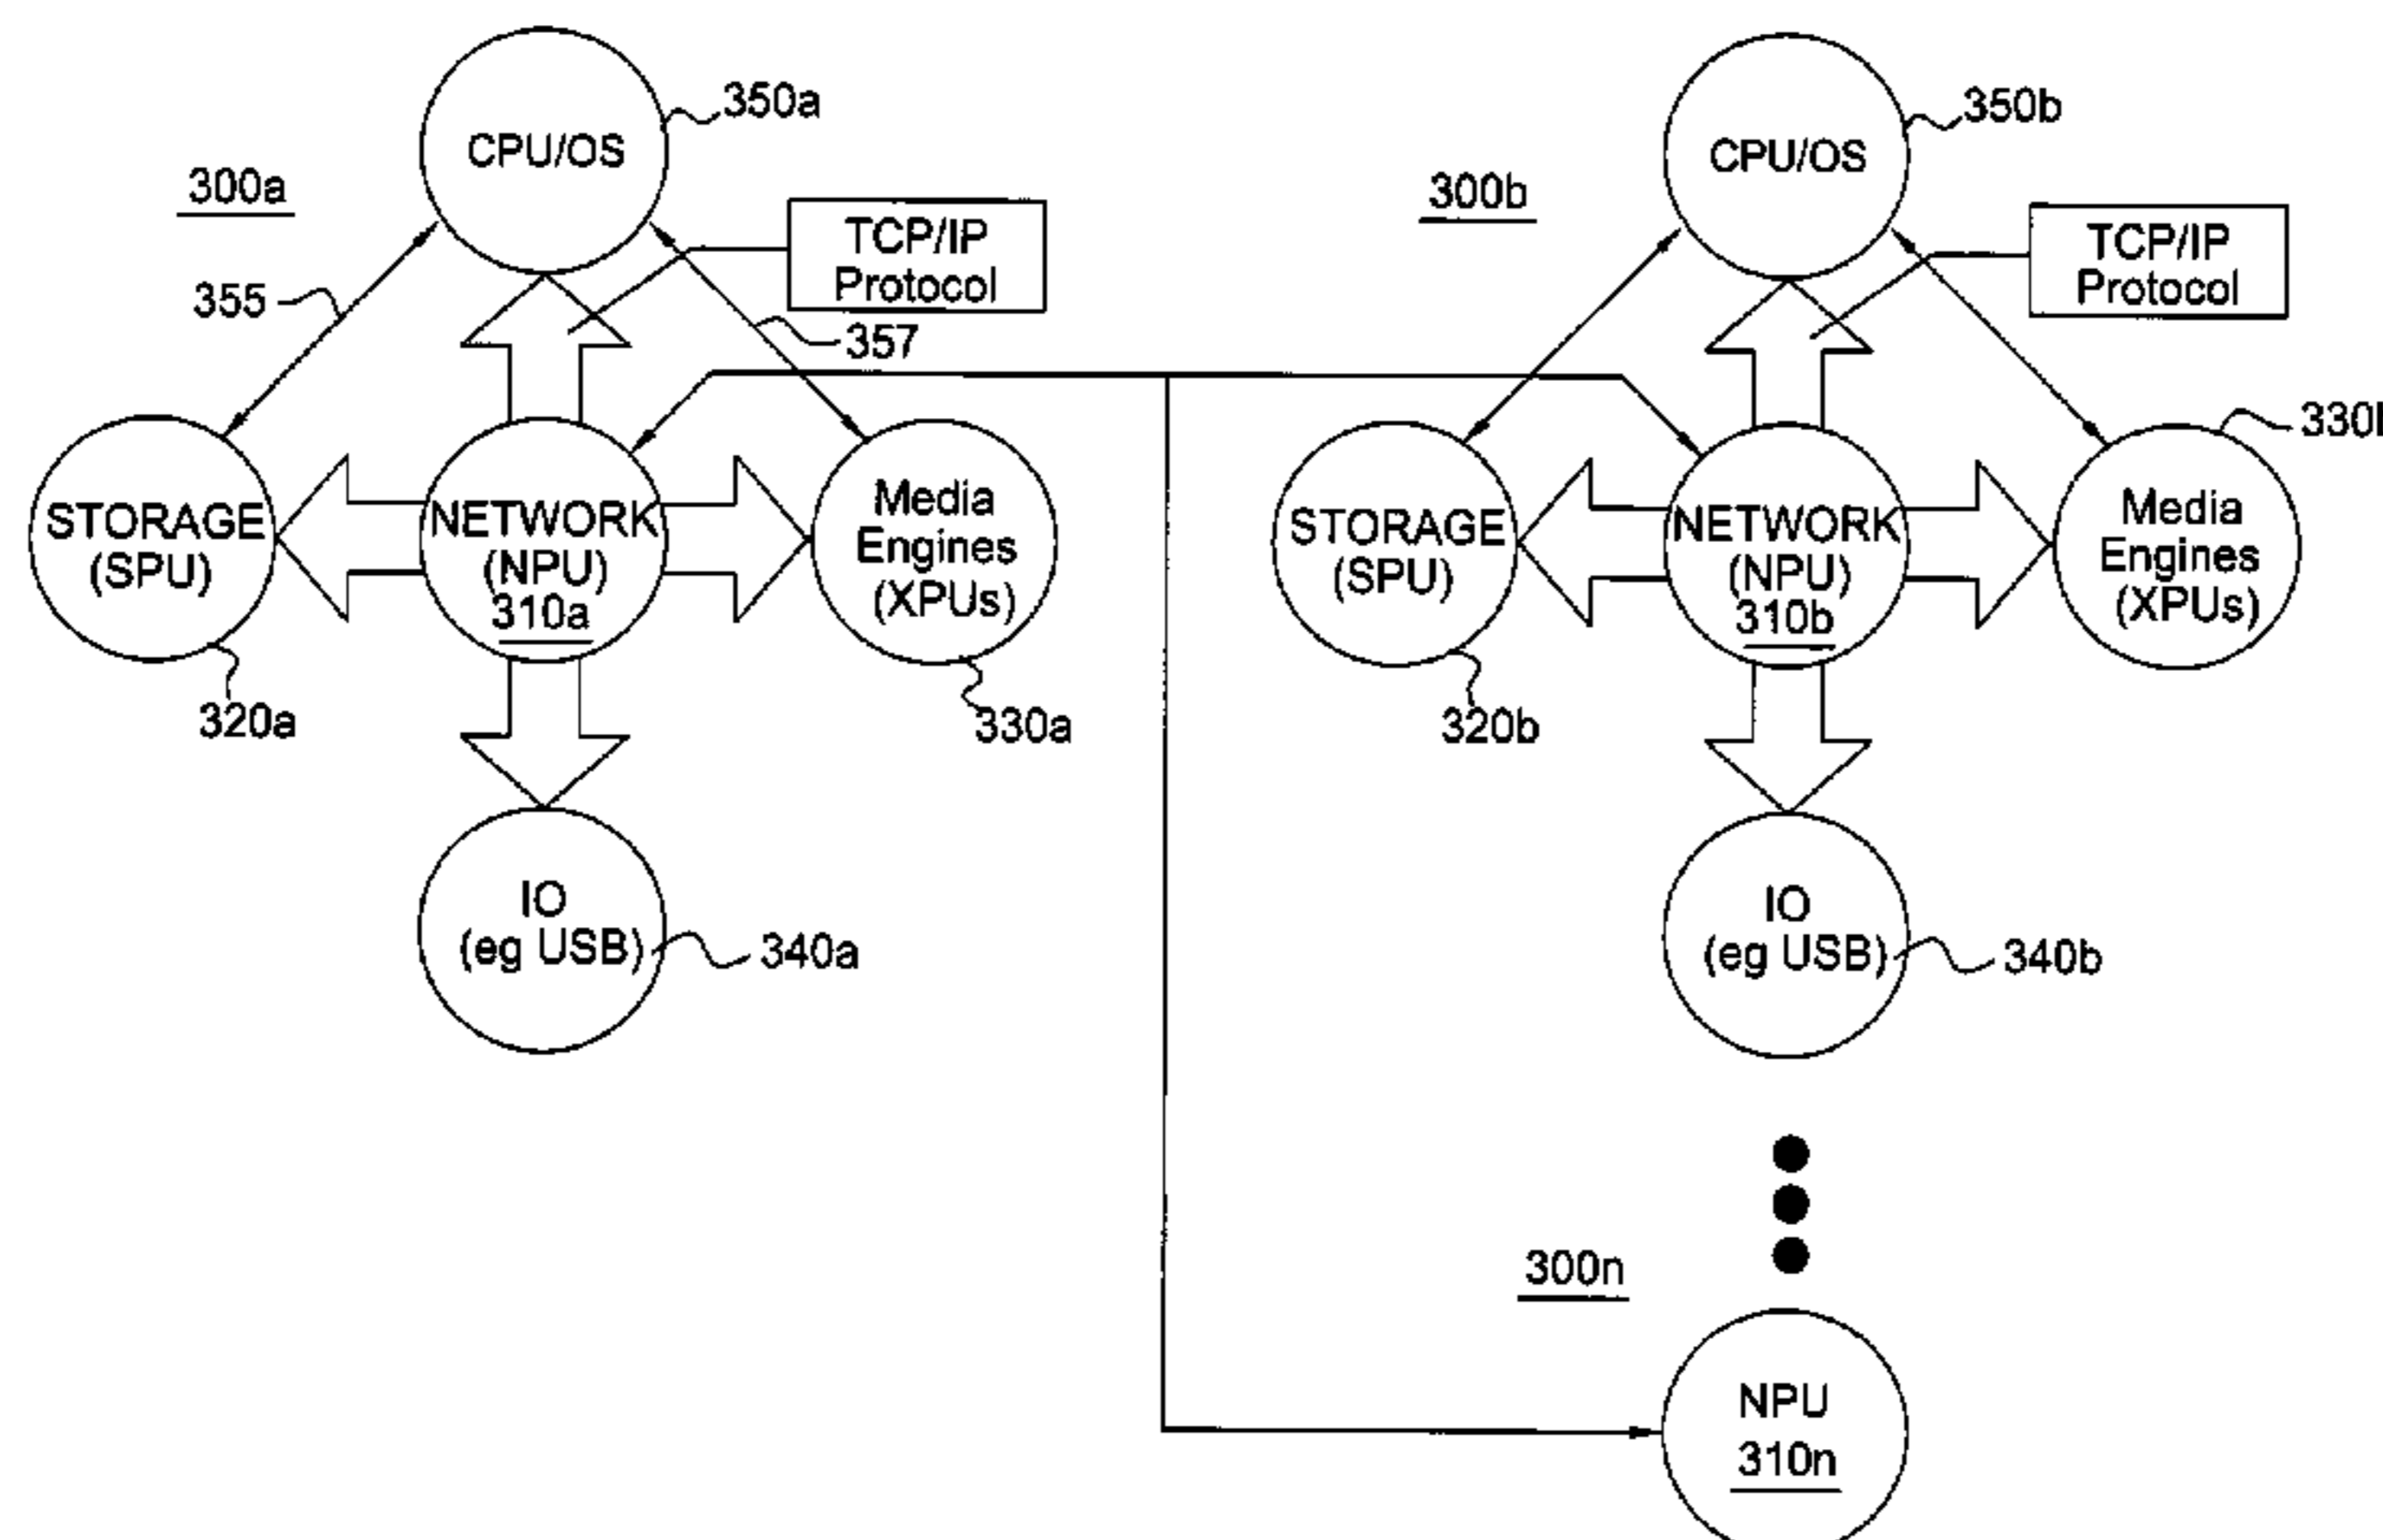 350a
CPU/OS
300a
TCP/IP
Protocol
355
357
STORAGE
(SPU)
NETWORK
(NPU)
310a
Media
Engines
(XPUs)
320a
330a
IO
(eg USB)
340a
350b
CPU/OS
300b
TCP/IP
Protocol
STORAGE
(SPU)
NETWORK
(NPU)
310b
Media
Engines
(XPUs)
320b
IO
(eg USB)
340b
300n
NPU
310n